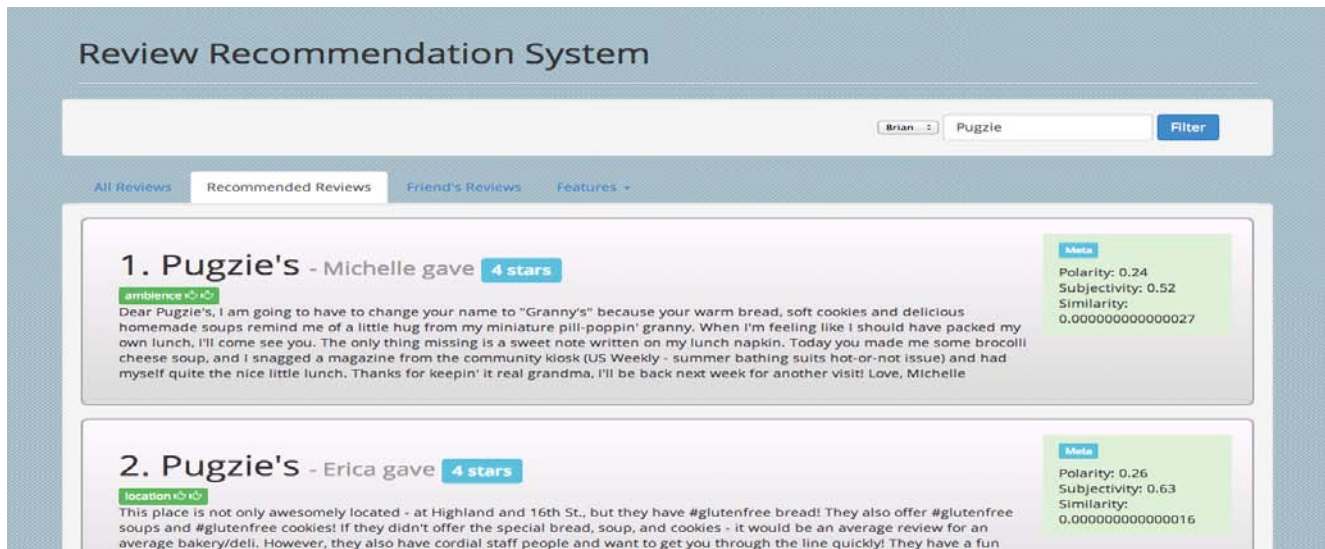 Review Recommendation System
Brian Pugzie Filter
All Reviews Recommended Reviews Friend's Reviews Features
1. Pugzie's - Michelle gave 4 stars
ambience
Dear Pugzie's, I am going to have to change your name to "Granny's" because your warm bread, soft cookies and delicious
homemade soups remind me of a little hug from my miniature pill-poppin' granny. When I'm feeling like I should have packed my
own lunch, I'll come see you. The only thing missing is a sweet note written on my lunch napkin. Today you made me some brocolli
cheese soup, and I snagged a magazine from the community kiosk (US Weekly - summer bathing suits hot-or-not issue) and had
myself quite the nice little lunch. Thanks for keepin' it real grandma, I'll be back next week for another visit! Love, Michelle
Meta
Polarity: 0.24
Subjectivity: 0.52
Similarity:
0.000000000000027
2. Pugzie's - Erica gave 4 stars
location
This place is not only awesomely located - at Highland and 16th St., but they have #glutenfree bread! They also offer #glutenfree
soups and #glutenfree cookies! If they didn't offer the special bread, soup, and cookies - it would be an average review for an
average bakery/deli. However, they also have cordial staff people and want to get you through the line quickly! They have a fun
Meta
Polarity: 0.26
Subjectivity: 0.63
Similarity:
0.000000000000016